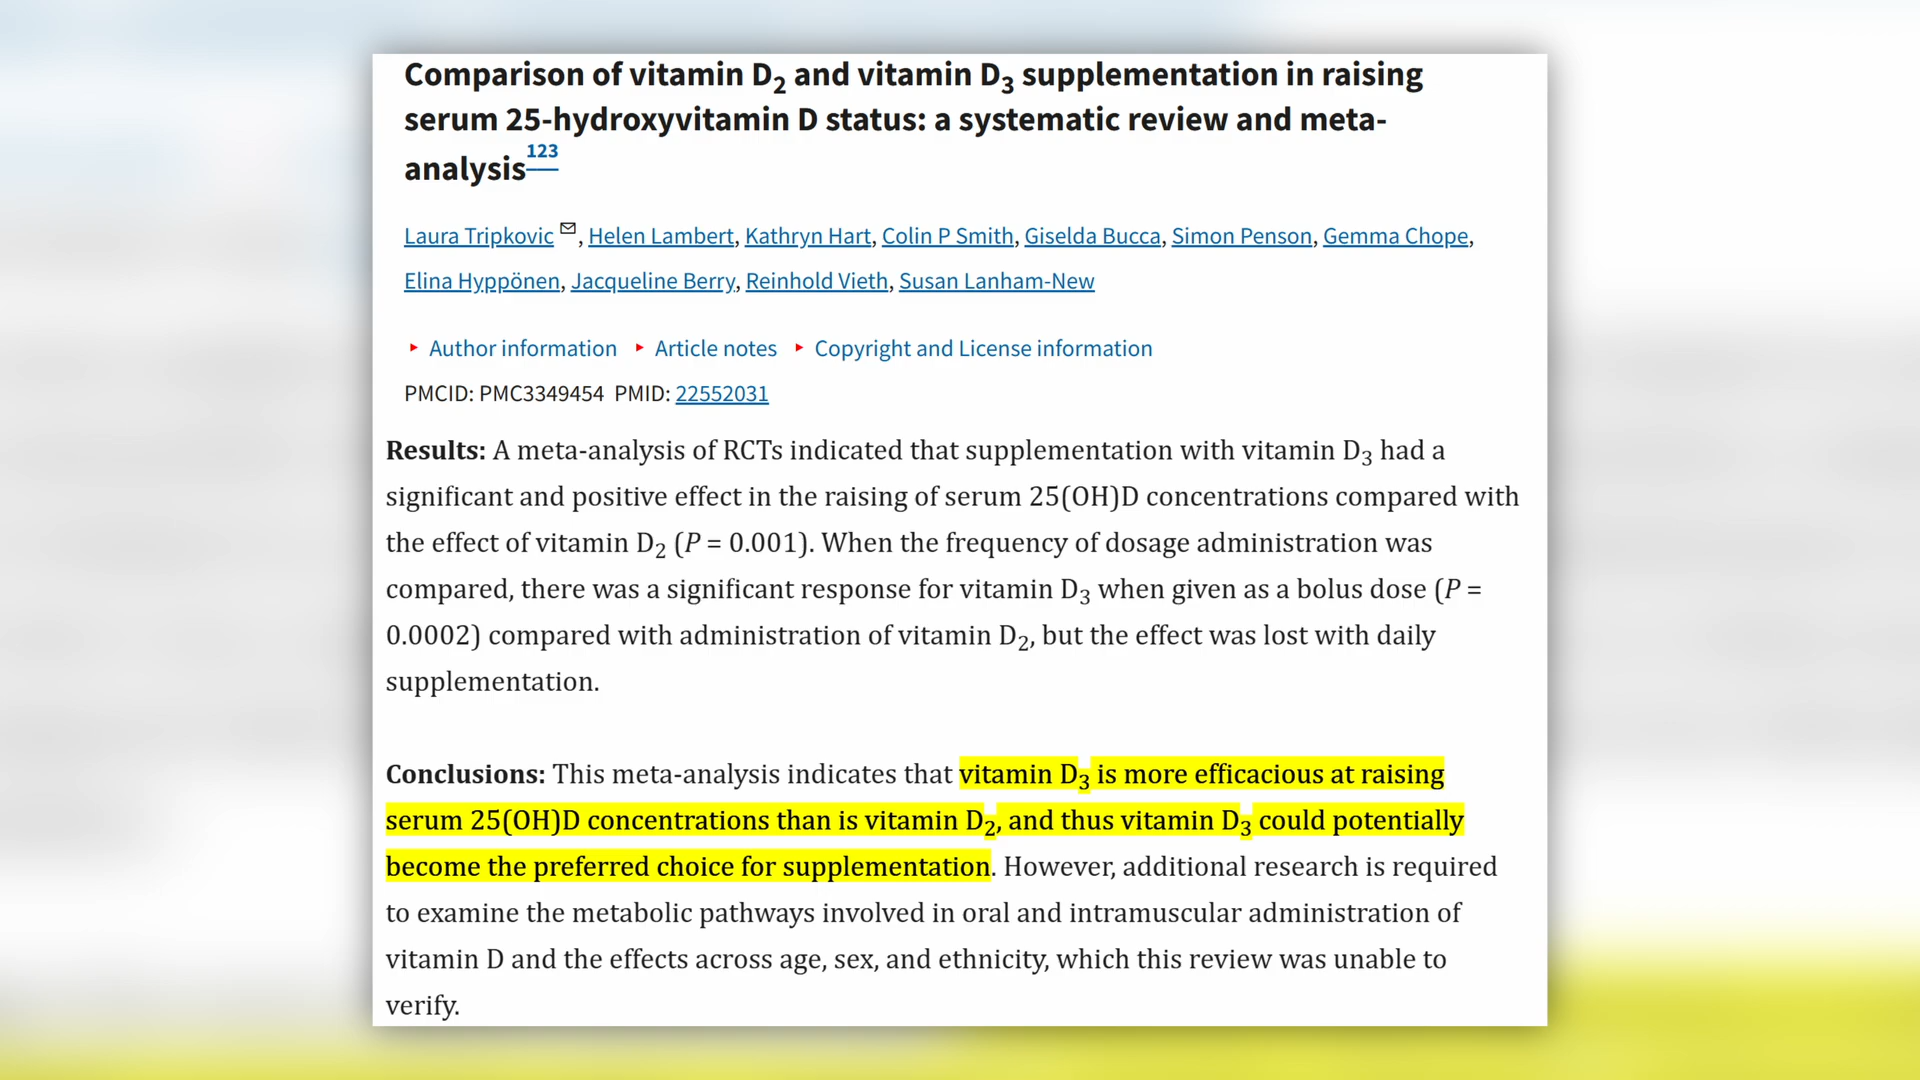 Comparison of vitamin D2 and vitamin D3 supplementation in raising
serum 25-hydroxyvitamin D status: a systematic review and meta-
analysis123
Laura Tripkovic, Helen Lambert, Kathryn Hart, Colin P Smith, Giselda Bucca, Simon Penson, Gemma Chope,
Elina Hyppönen, Jacqueline Berry, Reinhold Vieth, Susan Lanham-New
Author information Article notes Copyright and License information
PMCID: PMC3349454 PMID: 22552031
Results: A meta-analysis of RCTs indicated that supplementation with vitamin D3 had a
significant and positive effect in the raising of serum 25(OH)D concentrations compared with
the effect of vitamin D2 (P = 0.001). When the frequency of dosage administration was
compared, there was a significant response for vitamin D3 when given as a bolus dose (P =
0.0002) compared with administration of vitamin D2, but the effect was lost with daily
supplementation.
Conclusions: This meta-analysis indicates that vitamin D3 is more efficacious at raising
serum 25(OH)D concentrations than is vitamin D2, and thus vitamin D3 could potentially
become the preferred choice for supplementation. However, additional research is required
to examine the metabolic pathways involved in oral and intramuscular administration of
vitamin D and the effects across age, sex, and ethnicity, which this review was unable to
verify.